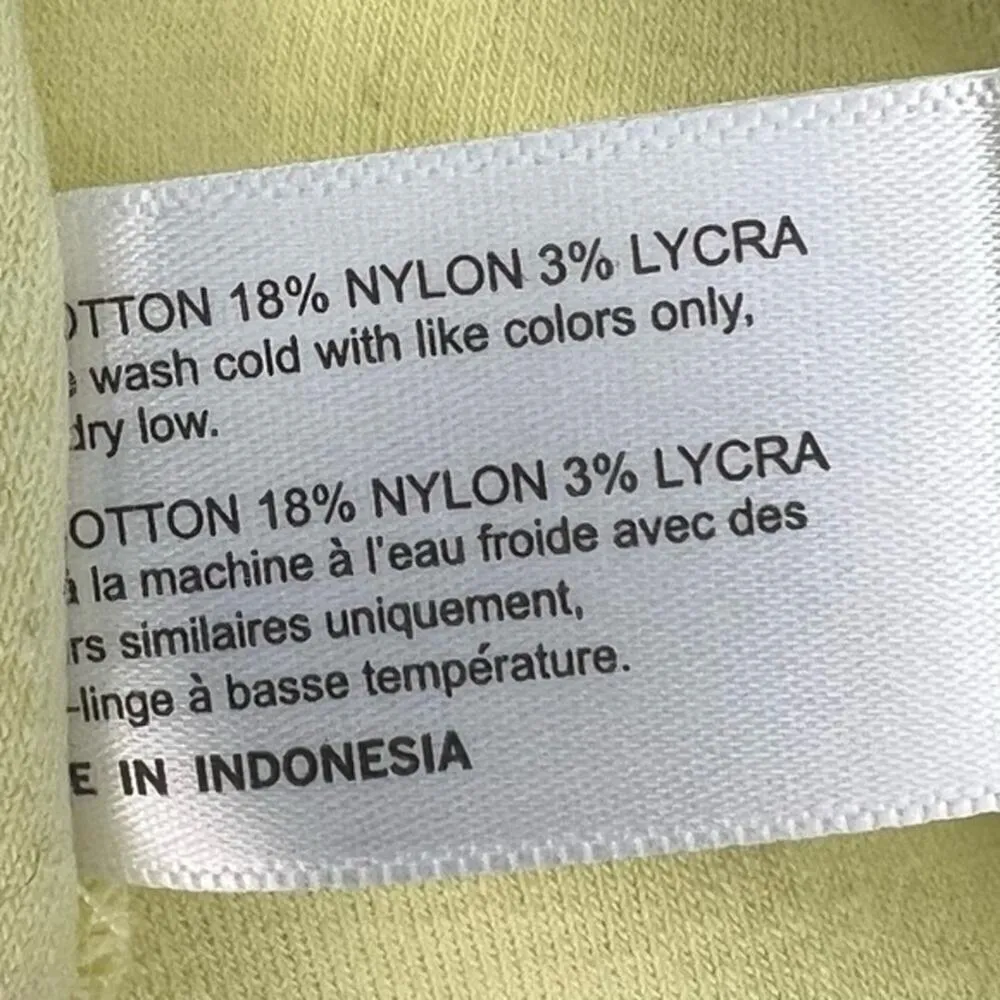 OTTON 18% NYLON 3% LYCRA
wash cold with like colors only,
dry low.
OTTON 18% NYLON 3% LYCRA
à la machine à l'eau froide avec des
rs similaires uniquement,
-linge à basse température.
E IN INDONESIA